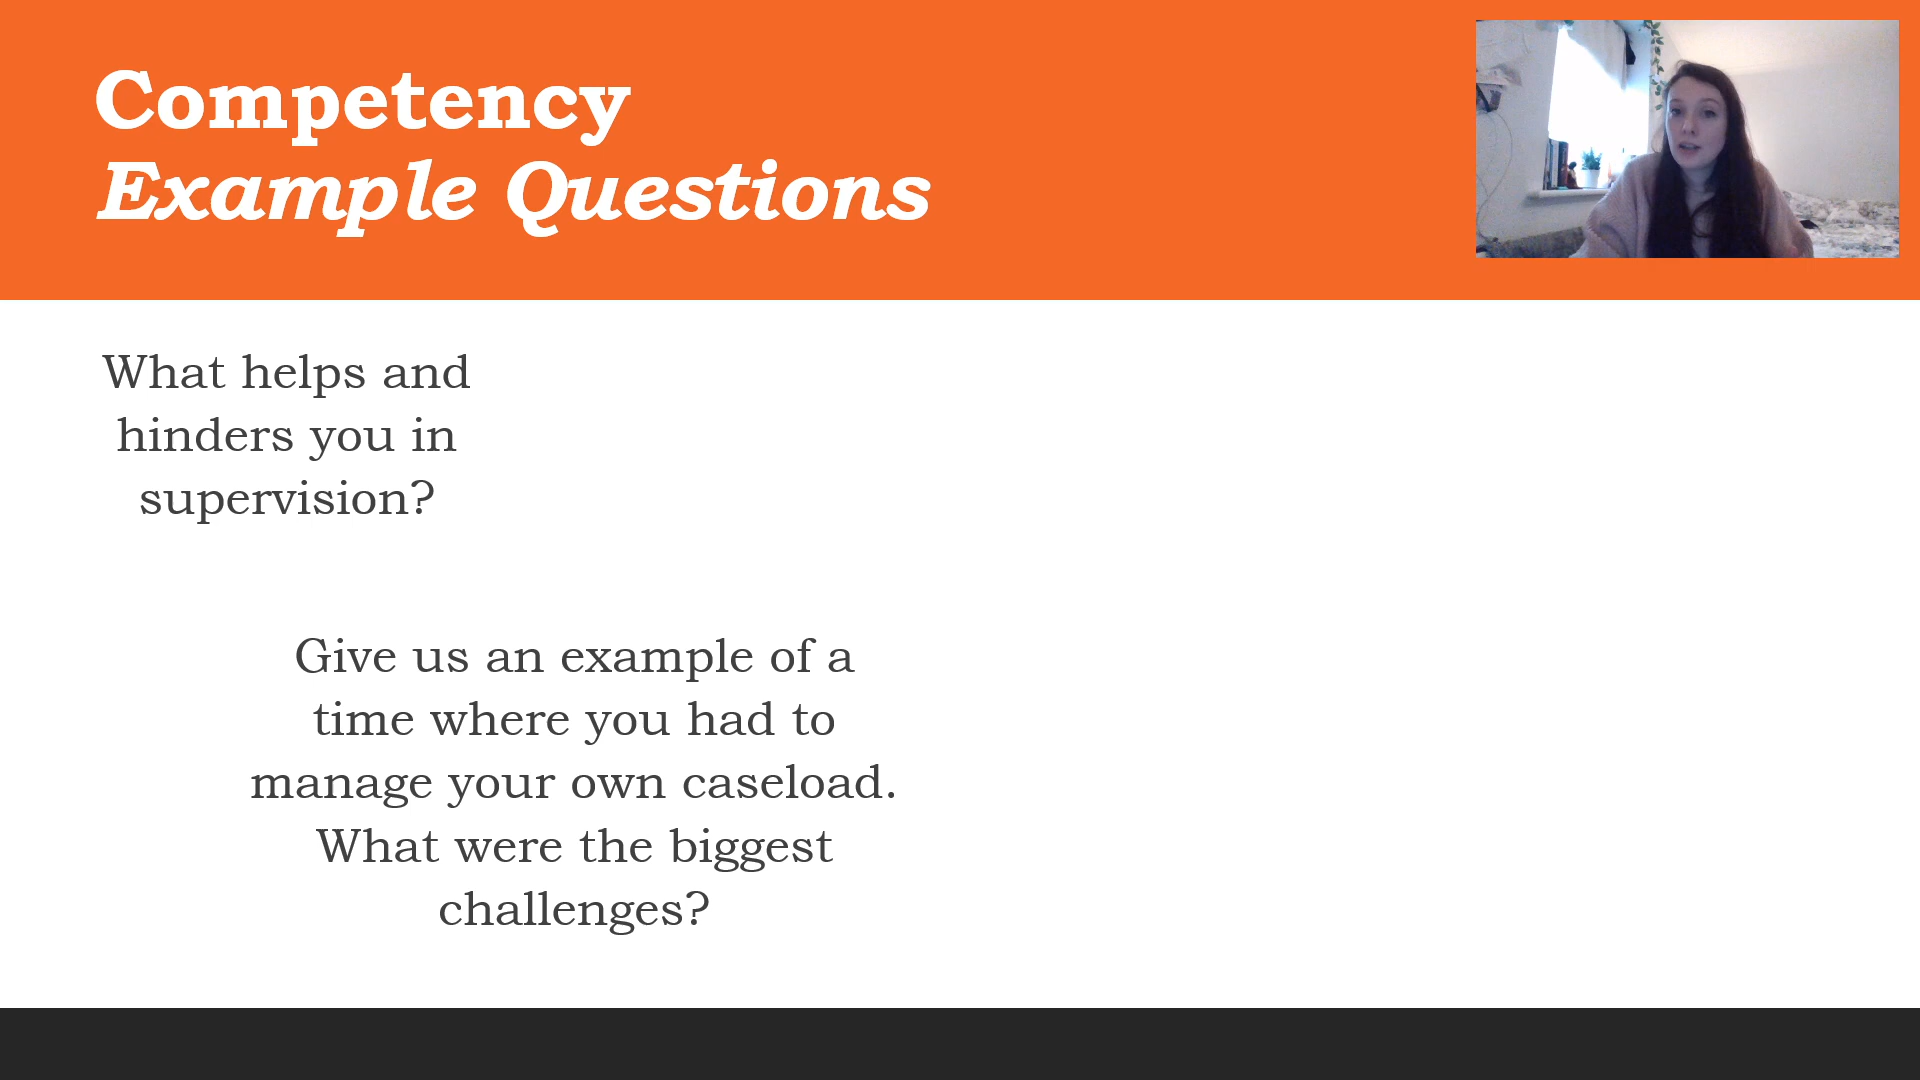 Competency
Example Questions
What helps and
hinders you in
supervision?
Give us an example of a
time where you had to
manage your own caseload.
What were the biggest
challenges?